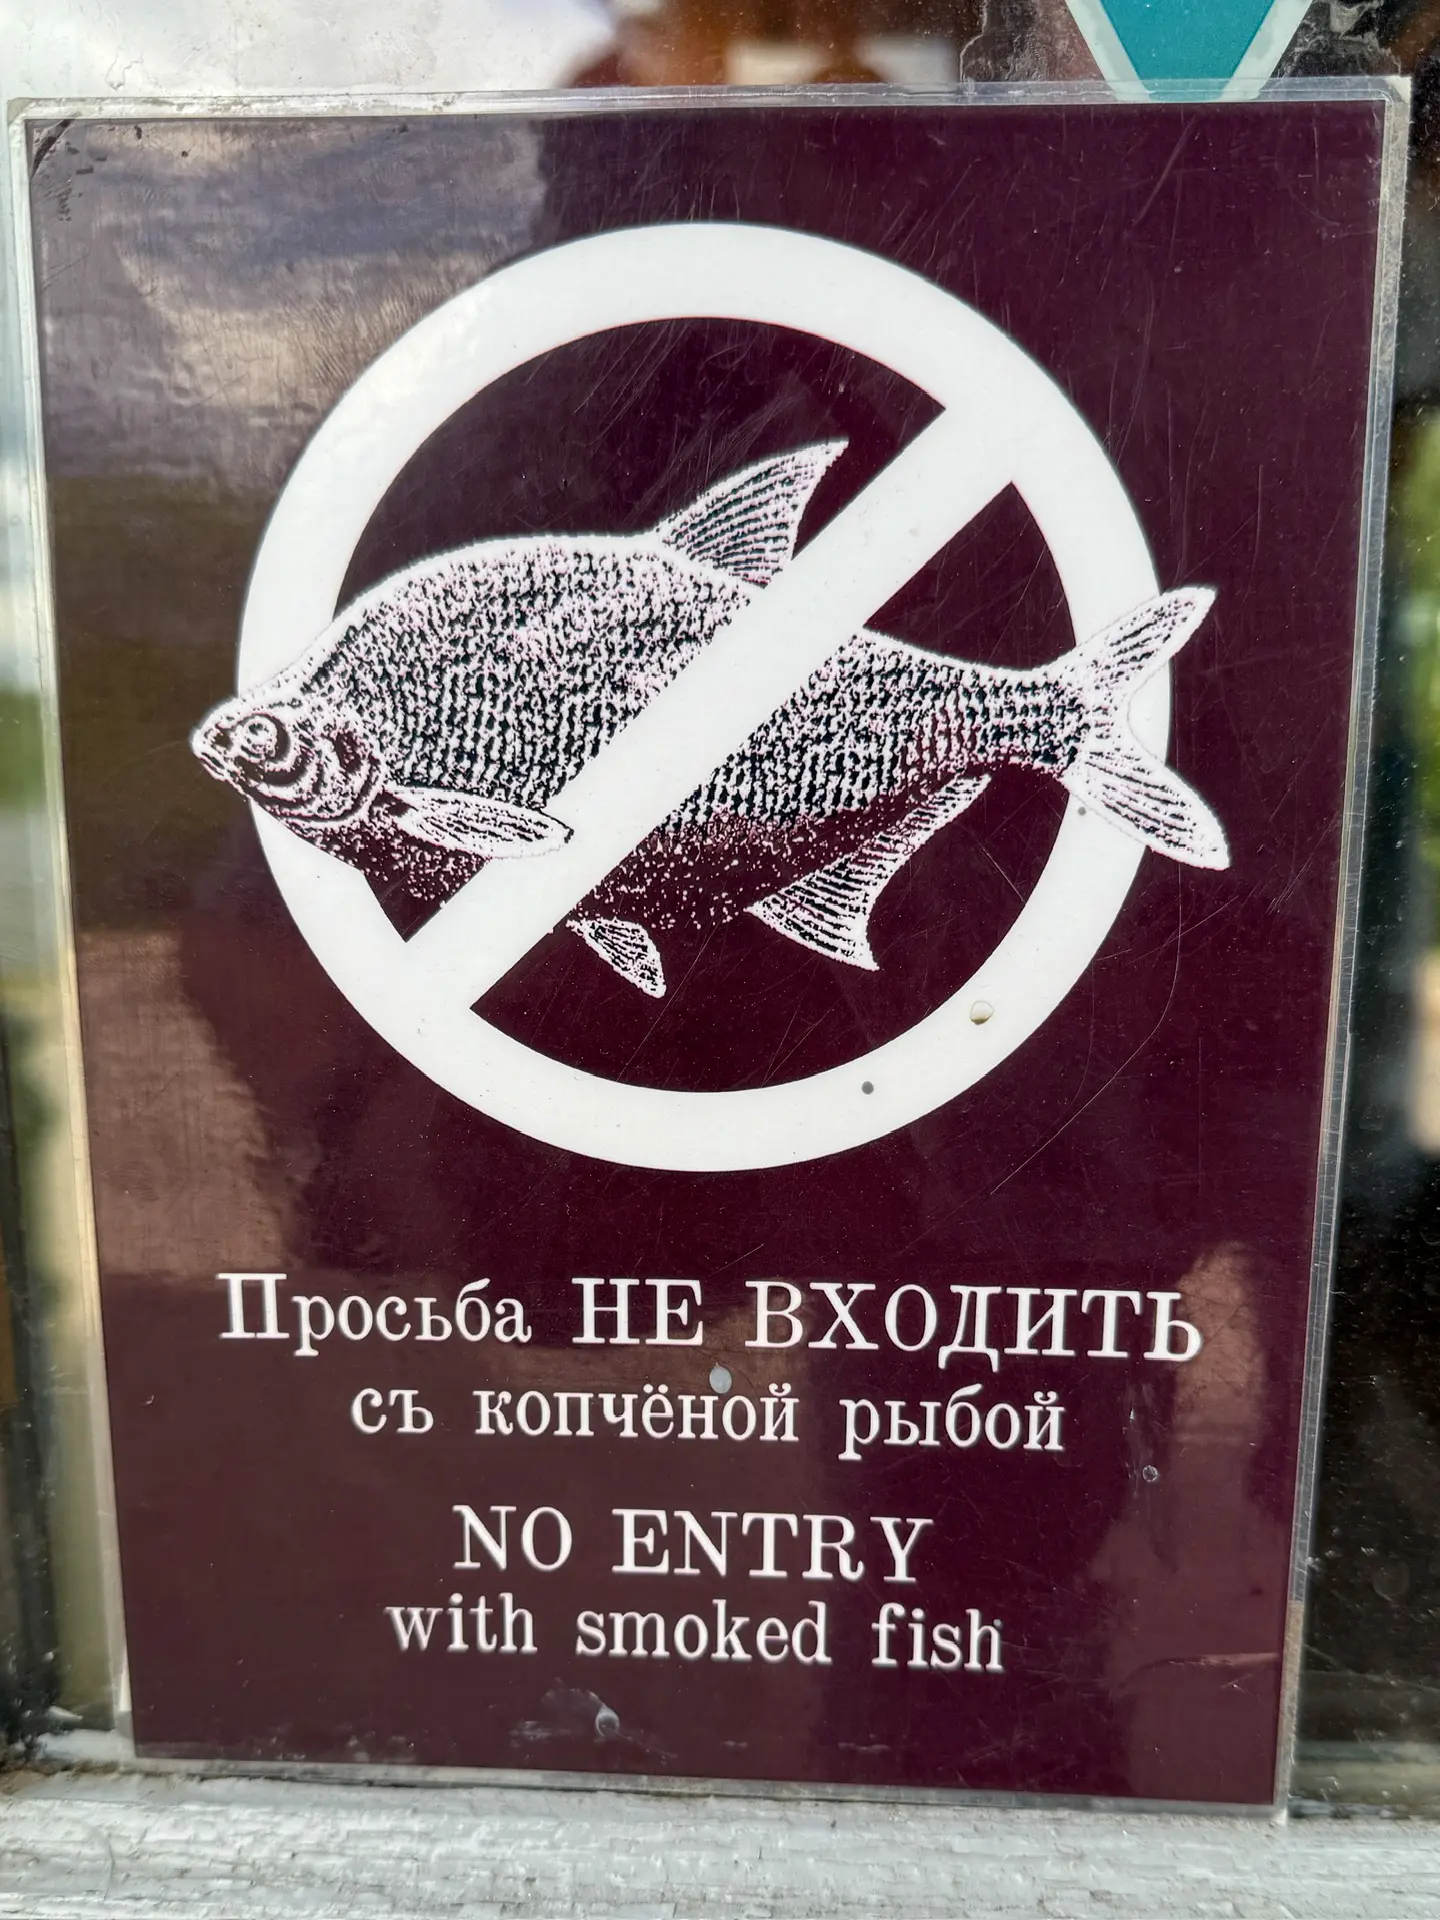 Просьба НЕ ВХОДИТЬ
съ копчёной рыбой
NO ENTRY
with smoked fish